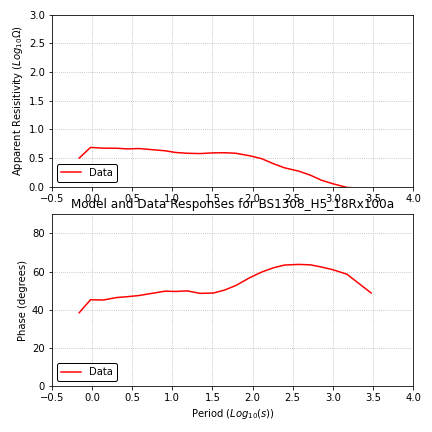 3.0
2.5
2.0
1.5
1.0
0.5
0.0
Apparent Resisitivity (Log10Ω)
Data
−0.5 0.0 0.5 1.0 1.5 2.0 2.5 3.0 3.5 4.0
Model and Data Responses for BS1308_H5_18Rx100a
80
60
40
20
0
Phase (degrees)
Data
−0.5 0.0 0.5 1.0 1.5 2.0 2.5 3.0 3.5 4.0
Period (Log10(s))